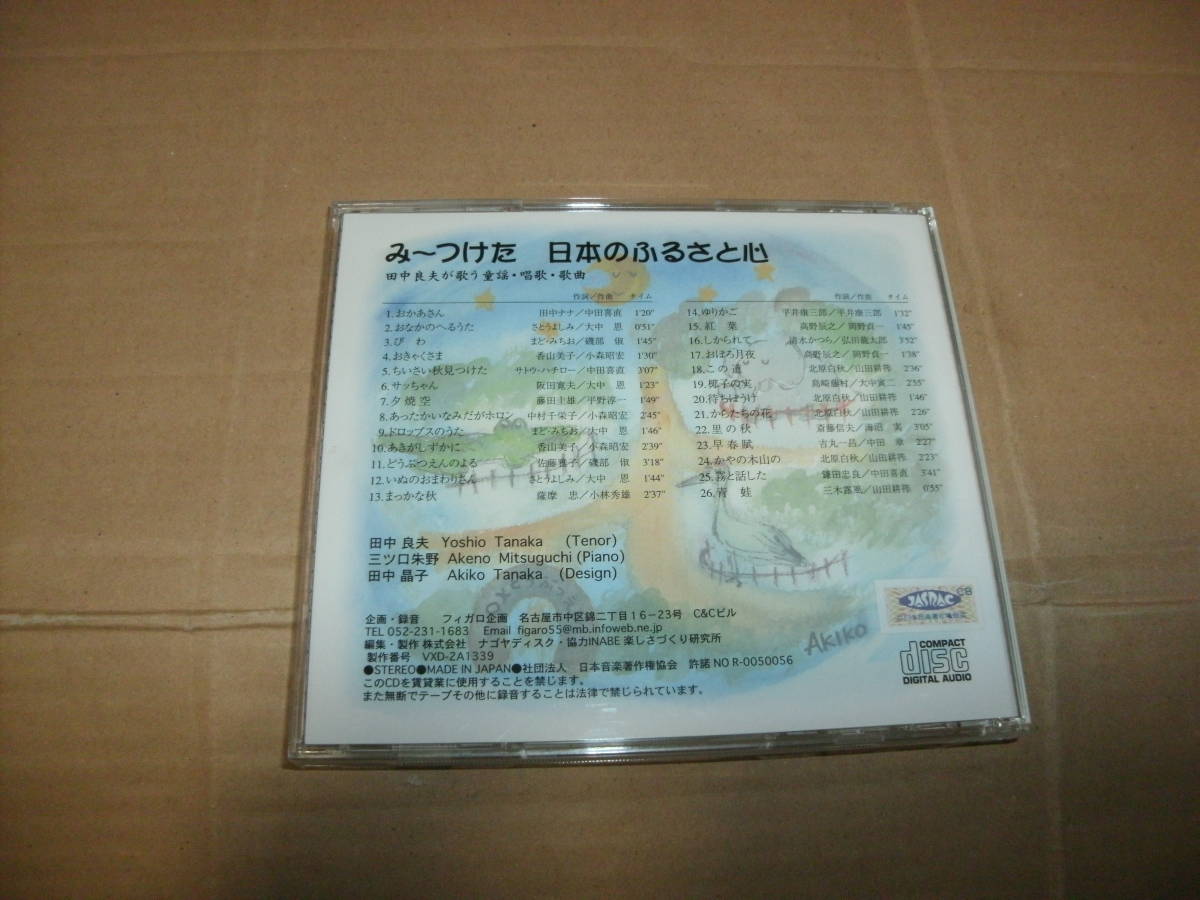 み～つけた 日本のふるさと心
田中良夫が歌う童謡・唱歌・歌曲
作詞／作曲 タイム
1.おかあさん 田中ナナ／中田喜直 1'20"
2.おなかのへるうた さとうよしみ／大中 恩 0'51"
3.び わ まど・みちお／磯部 俶 1'45"
4.おきゃくさま 香山美子／小森昭宏 1'30"
5.ちいさい秋見つけた サトウ・ハチロー／中田喜直 3'07"
6.サッちゃん 阪田寛夫／大中 恩 1'23"
7.夕 焼 空 藤田圭雄／平野淳一 1'49"
8.あったかいなみだがホロン 中村千栄子／小森昭宏 2'45"
9.ドロップスのうた まど・みちお／大中 恩 1'46"
10.あきがしずかに 香山美子／小森昭宏 2'39"
11.どうぶつえんのよる 佐藤雅子／磯部 俶 3'18"
12.いぬのおまわりさん さとうよしみ／大中 恩 1'44"
13.まっかな秋 薩摩 忠／小林秀雄 2'37"
作詞／作曲 タイム
14.ゆりかご 平井康三郎／平井康三郎 1'32"
15.紅 葉 高野辰之／岡野貞一 1'45"
16.しかられて 清水かつら／弘田龍太郎 3'52"
17.おぼろ月夜 高野辰之／岡野貞一 1'38"
18.この道 北原白秋／山田耕筰 2'36"
19.椰子の実 島崎藤村／大中寅二 2'55"
20.待ちぼうけ 北原白秋／山田耕筰 1'46"
21.からたちの花 北原白秋／山田耕筰 2'26"
22.里の秋 斎藤信夫／海沼 実 3'05"
23.早春賦 吉丸一昌／中田 章 2'27"
24.かやの木山の 北原白秋／山田耕筰 2'23"
25.霧と話した 鎌田忠良／中田喜直 3'41"
26.青 蛙 三木露風／山田耕筰 0'55"
田中 良夫 Yoshio Tanaka (Tenor)
三ツ口朱野 Akeno Mitsuguchi (Piano)
田中 晶子 Akiko Tanaka (Design)
企画・録音 フィガロ企画 名古屋市中区錦二丁目16－23号 C&Cビル
TEL 052-231-1683 Email figaro55@mb.infoweb.ne.jp
編集・製作 株式会社 ナゴヤディスク・協力INABE 楽しさづくり研究所
製作番号 VXD-2A1339
●STEREO●MADE IN JAPAN●社団法人 日本音楽著作権協会 許諾 NO R-0050056
このCDを賃貸業に使用することを禁じます。
また無断でテープその他に録音することは法律で禁じられています。
JASRAC
CB
Akiko
COMPACT
disc
DIGITAL AUDIO